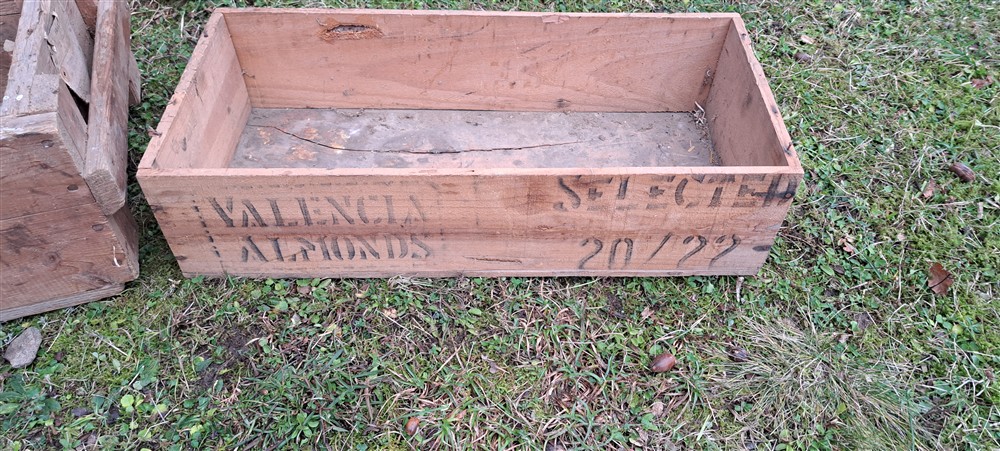 VALENCIA
ALMONDS
SELECTED
20/22